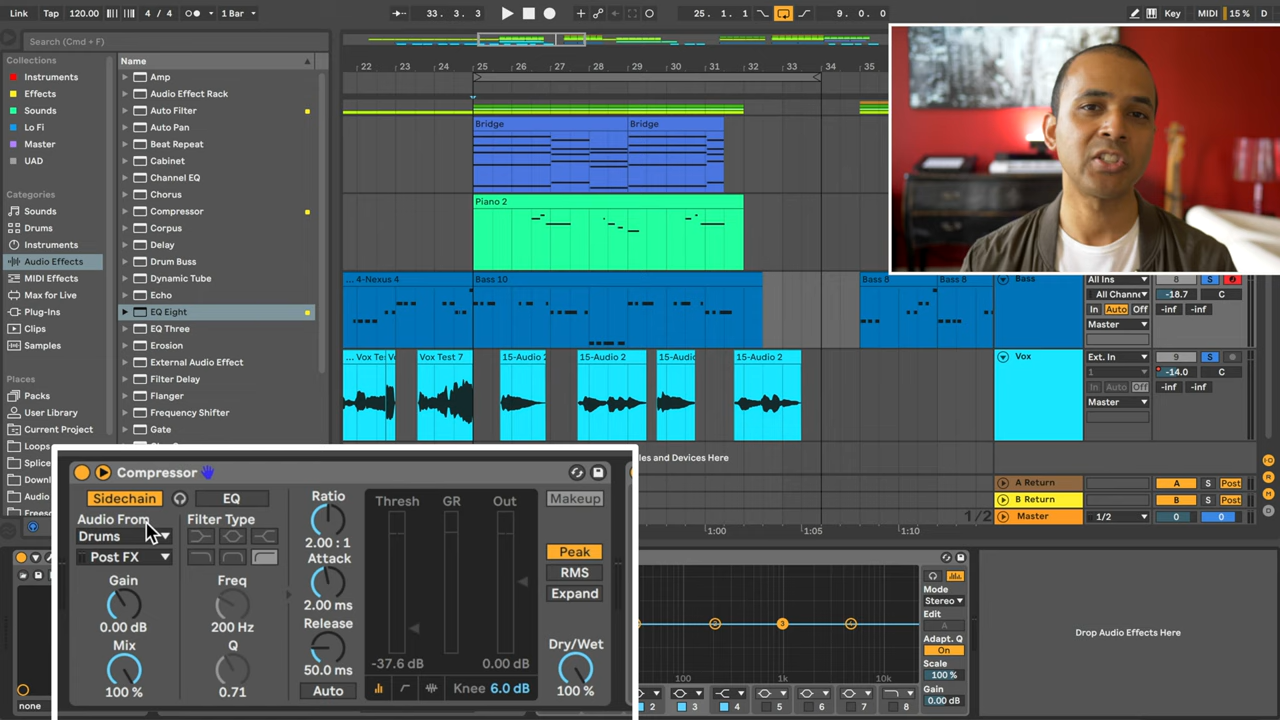 Link Tap 120.00 4 / 4 1 Bar 33. 3. 3 25. 1. 1 9. 0. 0 Key MIDI 15 % D
Search (Cmd + F)
Collections
Instruments
Effects
Sounds
Lo Fi
Master
UAD
Categories
Sounds
Drums
Instruments
Audio Effects
MIDI Effects
Max for Live
Plug-Ins
Clips
Samples
Places
Packs
User Library
Current Project
Loops
Splice
Downl
Audio
Name
Amp
Audio Effect Rack
Auto Filter
Auto Pan
Beat Repeat
Cabinet
Channel EQ
Chorus
Compressor
Corpus
Delay
Drum Buss
Dynamic Tube
Echo
EQ Eight
EQ Three
Erosion
External Audio Effect
Filter Delay
Flanger
Frequency Shifter
Gate
22 23 24 25 26 27 28 29 30 31 32 33 34 35
Bridge Bridge
Piano 2
4-Nexus 4 Bass 10 Bass 8 Bass 8
... Vox Te Vox Test 7 15-Audio 2 15-Audio 2 15-Audio 15-Audio 2
les and Devices Here
1:00 1:05 1:10
1/2
Bass All Ins 8 S
All Channe -18.7 C
In Auto Off -inf -inf
Master
Vox Ext. In 9 S
1 -14.0 C
In Auto Off -inf -inf
Master
A Return A S Post
B Return B S Post
Master 1/2 0 0
Compressor
Sidechain EQ
Audio From
Drums
Post FX
Gain
0.00 dB
Mix
100 %
Filter Type
Freq
200 Hz
Q
0.71
Ratio
2.00 : 1
Attack
2.00 ms
Release
50.0 ms
Auto
Thresh GR Out
-37.6 dB 0.00 dB
Knee 6.0 dB
Makeup
Peak
RMS
Expand
Dry/Wet
100 %
none
100 1k 10k
2 3 4 5 6 7 8
Mode
Stereo
Edit
A
Adapt. Q
On
Scale
100 %
Gain
0.00 dB
Drop Audio Effects Here
H
D